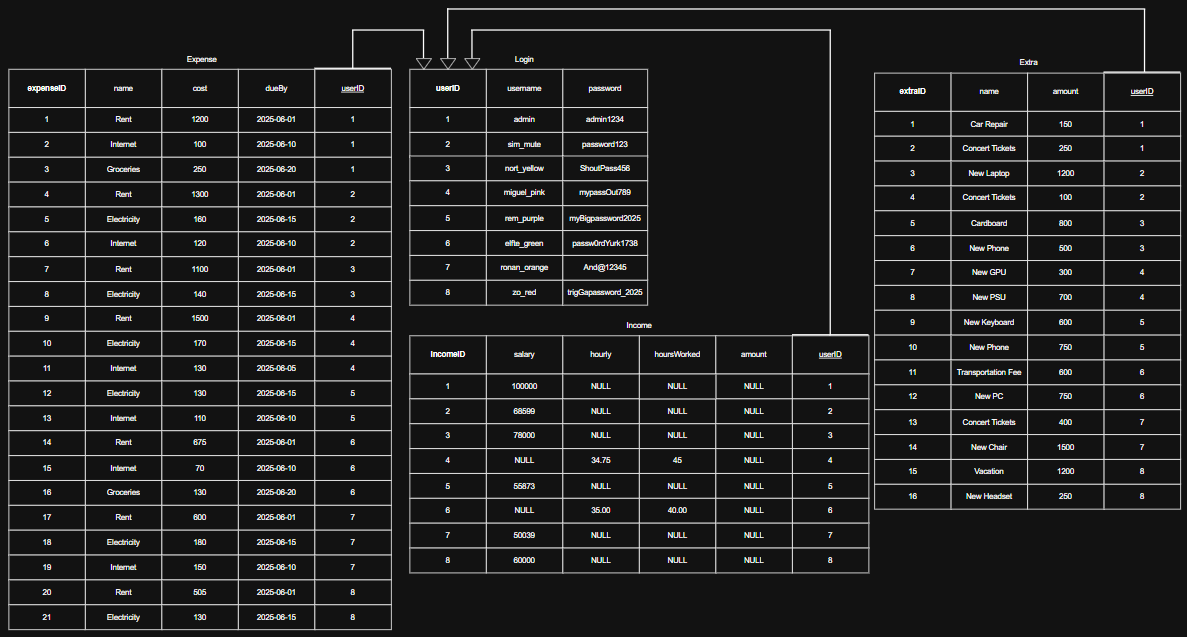 Expense
expenseID name cost dueBy userID
1 Rent 1200 2025-06-01 1
2 Internet 100 2025-06-10 1
3 Groceries 250 2025-06-20 1
4 Rent 1300 2025-06-01 2
5 Electricity 160 2025-06-15 2
6 Internet 120 2025-06-10 2
7 Rent 1100 2025-06-01 3
8 Electricity 140 2025-06-15 3
9 Rent 1500 2025-06-01 4
10 Electricity 170 2025-06-15 4
11 Internet 130 2025-06-05 4
12 Electricity 130 2025-06-15 5
13 Internet 110 2025-06-10 5
14 Rent 675 2025-06-01 6
15 Internet 70 2025-06-10 6
16 Groceries 130 2025-06-20 6
17 Rent 600 2025-06-01 7
18 Electricity 180 2025-06-15 7
19 Internet 150 2025-06-10 7
20 Rent 505 2025-06-01 8
21 Electricity 130 2025-06-15 8
Login
userID username password
1 admin admin1234
2 sim_mute password123
3 nort_yellow ShoutPass456
4 miguel_pink mypassOut789
5 rem_purple myBigpassword2025
6 elfte_green passw0rdYurk1738
7 ronan_orange And@12345
8 zo_red trigGapassword_2025
Income
incomeID salary hourly hoursWorked amount userID
1 100000 NULL NULL NULL 1
2 68599 NULL NULL NULL 2
3 78000 NULL NULL NULL 3
4 NULL 34.75 45 NULL 4
5 55873 NULL NULL NULL 5
6 NULL 35.00 40.00 NULL 6
7 50039 NULL NULL NULL 7
8 60000 NULL NULL NULL 8
Extra
extraID name amount userID
1 Car Repair 150 1
2 Concert Tickets 250 1
3 New Laptop 1200 2
4 Concert Tickets 100 2
5 Cardboard 800 3
6 New Phone 500 3
7 New GPU 300 4
8 New PSU 700 4
9 New Keyboard 600 5
10 New Phone 750 5
11 Transportation Fee 600 6
12 New PC 750 6
13 Concert Tickets 400 7
14 New Chair 1500 7
15 Vacation 1200 8
16 New Headset 250 8